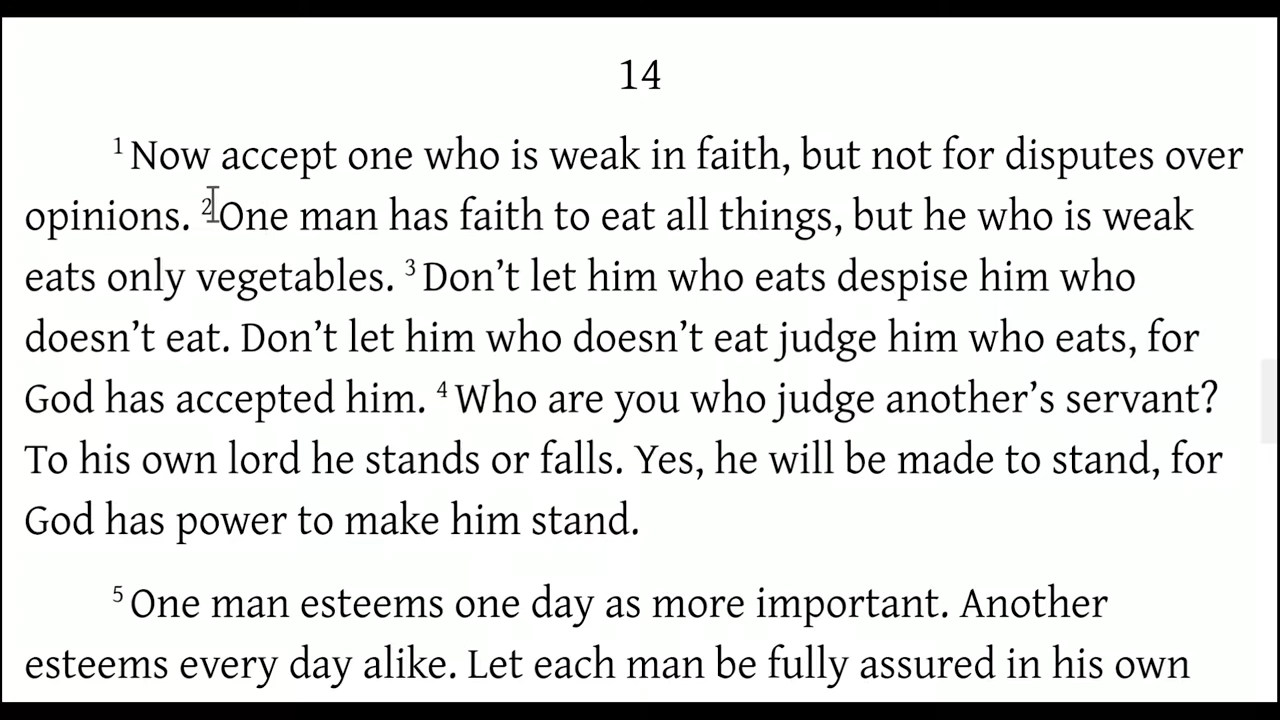 14
1 Now accept one who is weak in faith, but not for disputes over
opinions. 2 One man has faith to eat all things, but he who is weak
eats only vegetables. 3 Don’t let him who eats despise him who
doesn’t eat. Don’t let him who doesn’t eat judge him who eats, for
God has accepted him. 4 Who are you who judge another’s servant?
To his own lord he stands or falls. Yes, he will be made to stand, for
God has power to make him stand.
5 One man esteems one day as more important. Another
esteems every day alike. Let each man be fully assured in his own